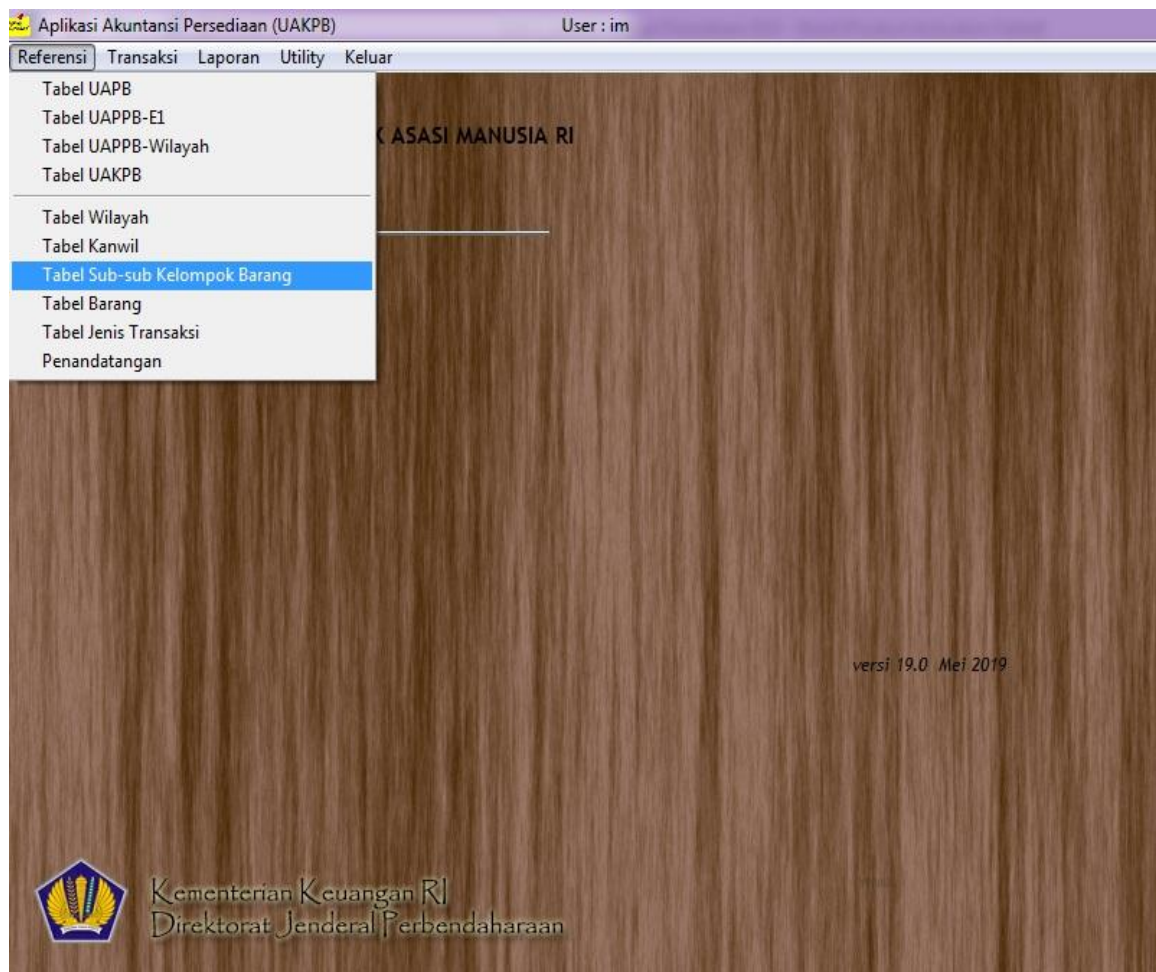 Aplikasi Akuntansi Persediaan (UAKPB) User : im
Referensi Transaksi Laporan Utility Keluar
Tabel UAPB
Tabel UAPPB-E1
Tabel UAPPB-Wilayah
Tabel UAKPB
Tabel Wilayah
Tabel Kanwil
Tabel Sub-sub Kelompok Barang
Tabel Barang
Tabel Jenis Transaksi
Penandatangan
ASASI MANUSIA RI
versi 19.0 Mei 2019
Kementerian Keuangan RI
Direktorat Jenderal Perbendaharaan